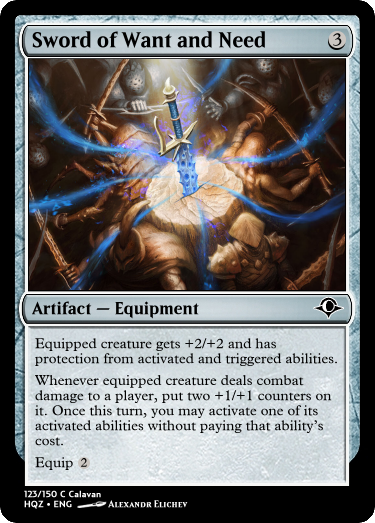 Sword of Want and Need 3
Artifact — Equipment
Equipped creature gets +2/+2 and has
protection from activated and triggered abilities.
Whenever equipped creature deals combat
damage to a player, put two +1/+1 counters on
it. Once this turn, you may activate one of its
activated abilities without paying that ability's
cost.
Equip 2
123/150 C Calavan
HQZ • ENG Alexandr Elichev